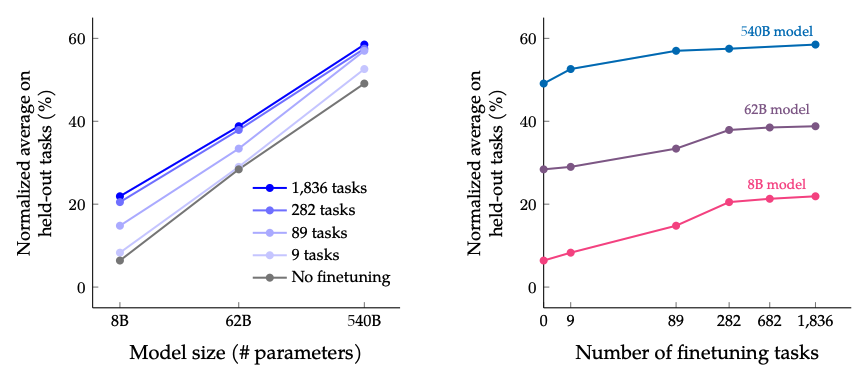 Normalized average on
held-out tasks (%)
60
40
20
0
1,836 tasks
282 tasks
89 tasks
9 tasks
No finetuning
8B
62B
540B
Model size (# parameters)
Normalized average on
held-out tasks (%)
60
40
20
0
540B model
62B model
8B model
0
9
89
282
682
1,836
Number of finetuning tasks